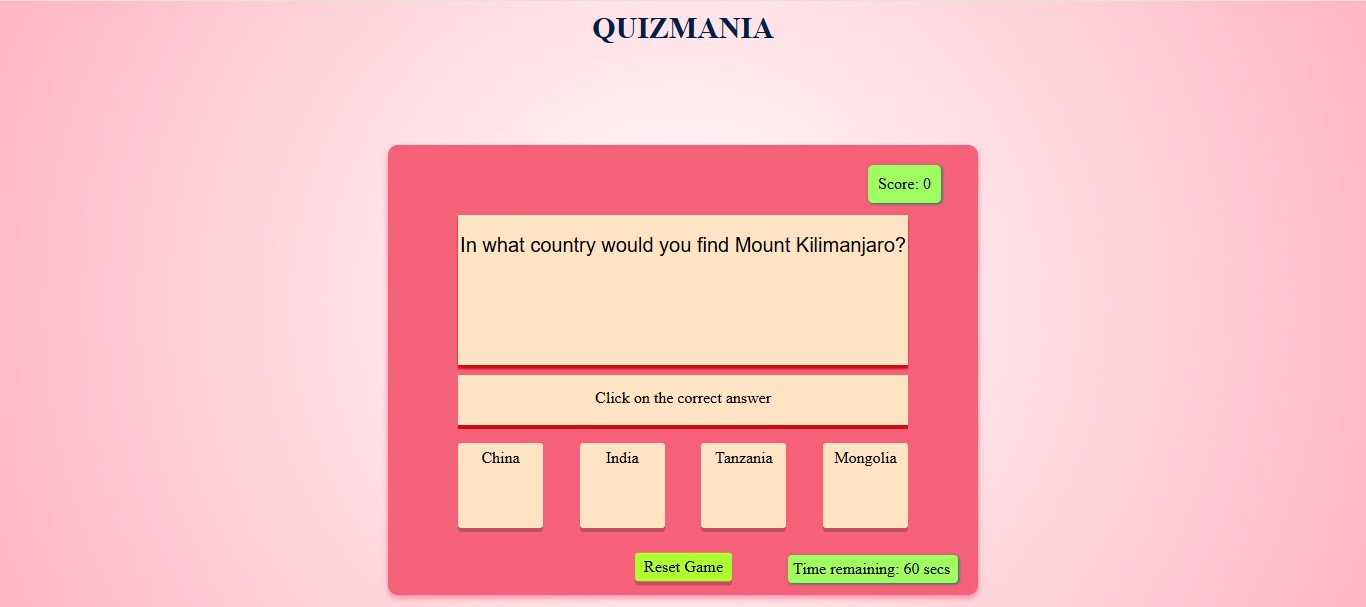 QUIZMANIA
Score: 0
In what country would you find Mount Kilimanjaro?
Click on the correct answer
China
India
Tanzania
Mongolia
Reset Game
Time remaining: 60 secs